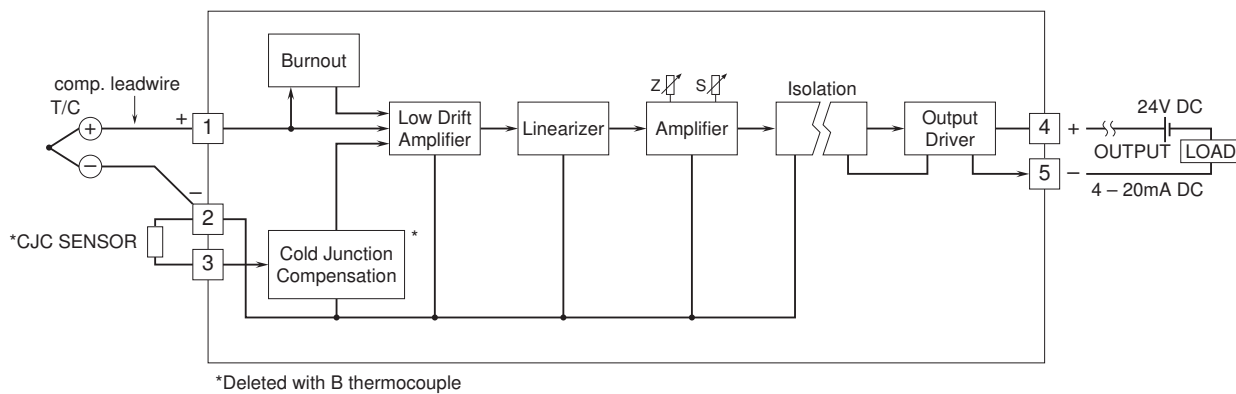 Burnout
comp. leadwire
T/C
+
1
+
–
–
2
*CJC SENSOR
3
Cold Junction
Compensation
*
Low Drift
Amplifier
Linearizer
Z
S
Amplifier
Isolation
Output
Driver
4
+
24V DC
OUTPUT
LOAD
5
–
4 – 20mA DC
*Deleted with B thermocouple